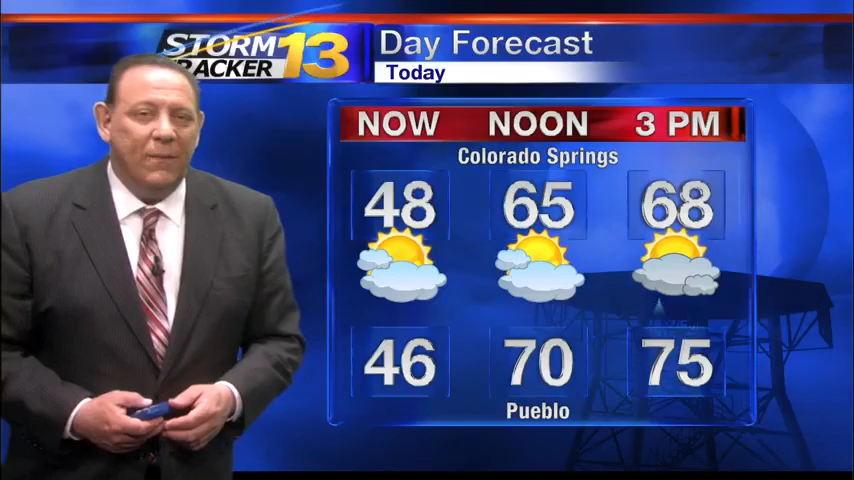 STORM
TRACKER 13
Day Forecast
Today
NOW NOON 3 PM
Colorado Springs
48 65 68
46 70 75
Pueblo